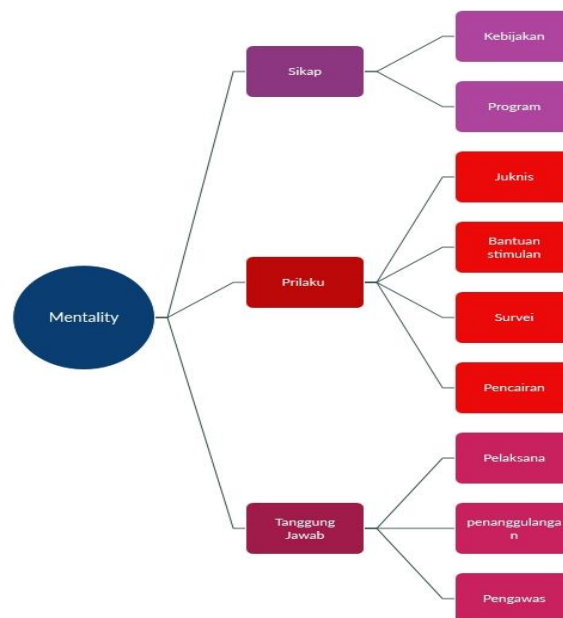 Mentality
Sikap
Kebijakan
Program
Prilaku
Juknis
Bantuan
stimulan
Survei
Pencairan
Tanggung
Jawab
Pelaksana
penanggulanga
n
Pengawas